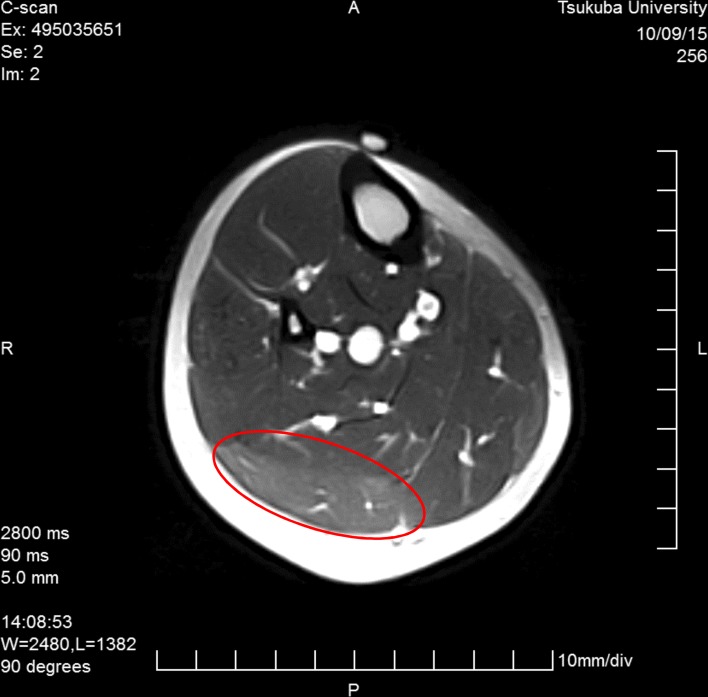 C-scan
Ex: 495035651
Se: 2
Im: 2
A
Tsukuba University
10/09/15
256
R
L
2800 ms
90 ms
5.0 mm
14:08:53
W=2480,L=1382
90 degrees
10mm/div
P